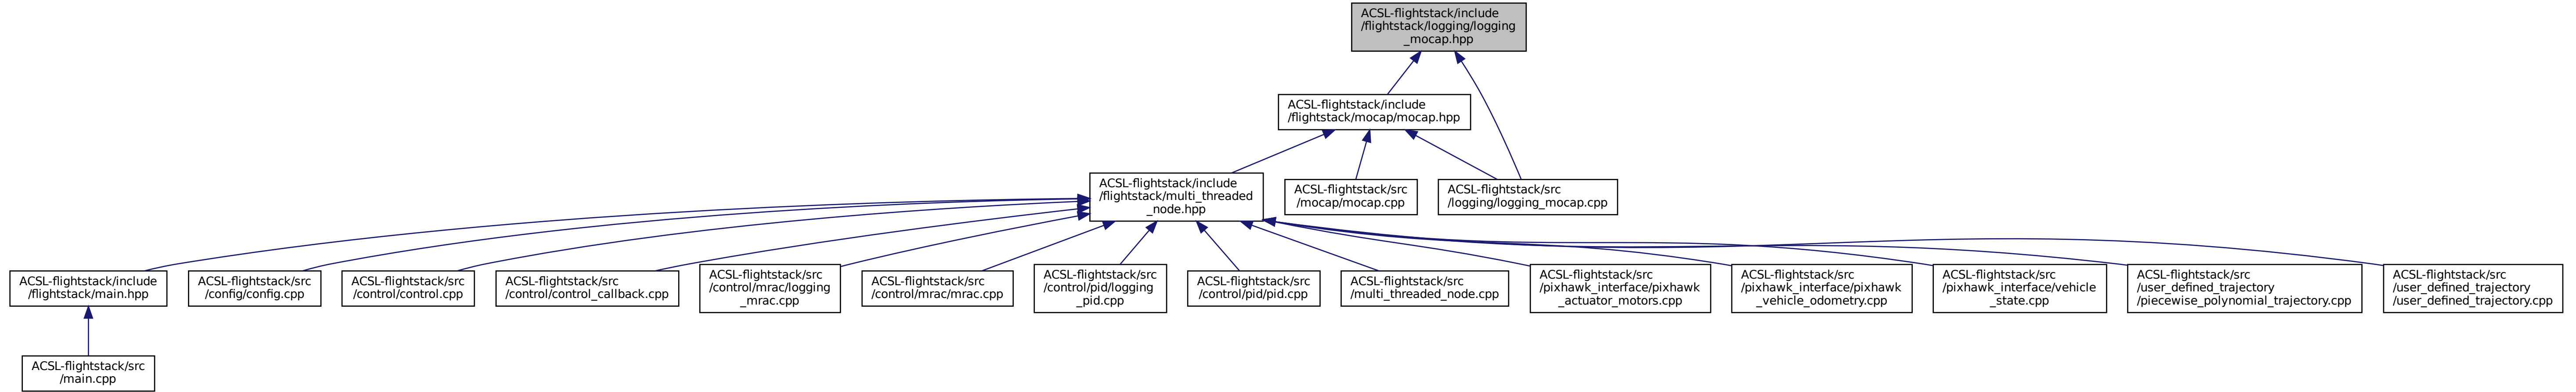 ACSL-flightstack/include
/flightstack/logging/logging
_mocap.hpp
ACSL-flightstack/include
/flightstack/mocap/mocap.hpp
ACSL-flightstack/include
/flightstack/multi_threaded
_node.hpp
ACSL-flightstack/src
/mocap/mocap.cpp
ACSL-flightstack/src
/logging/logging_mocap.cpp
ACSL-flightstack/include
/flightstack/main.hpp
ACSL-flightstack/src
/config/config.cpp
ACSL-flightstack/src
/control/control.cpp
ACSL-flightstack/src
/control/control_callback.cpp
ACSL-flightstack/src
/control/mrac/logging
_mrac.cpp
ACSL-flightstack/src
/control/mrac/mrac.cpp
ACSL-flightstack/src
/control/pid/logging
_pid.cpp
ACSL-flightstack/src
/control/pid/pid.cpp
ACSL-flightstack/src
/multi_threaded_node.cpp
ACSL-flightstack/src
/pixhawk_interface/pixhawk
_actuator_motors.cpp
ACSL-flightstack/src
/pixhawk_interface/pixhawk
_vehicle_odometry.cpp
ACSL-flightstack/src
/pixhawk_interface/vehicle
_state.cpp
ACSL-flightstack/src
/user_defined_trajectory
/piecewise_polynomial_trajectory.cpp
ACSL-flightstack/src
/user_defined_trajectory
/user_defined_trajectory.cpp
ACSL-flightstack/src
/main.cpp